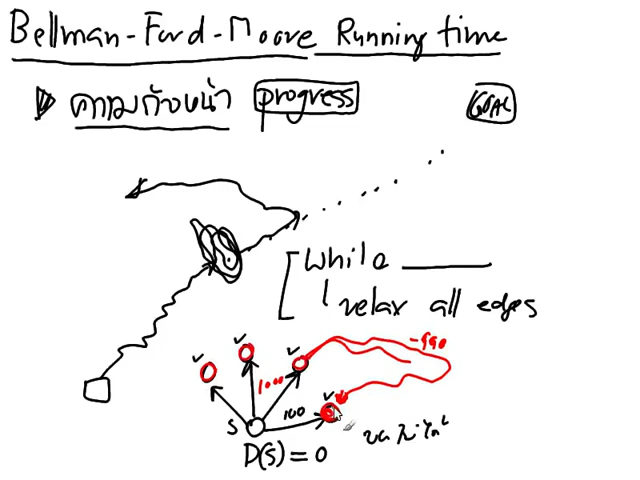 Bellman-Ford-Moore Running time
ความก้าวหน้า progress GOAL
while
relax all edges
-990
1000
100
S
D(S)=0